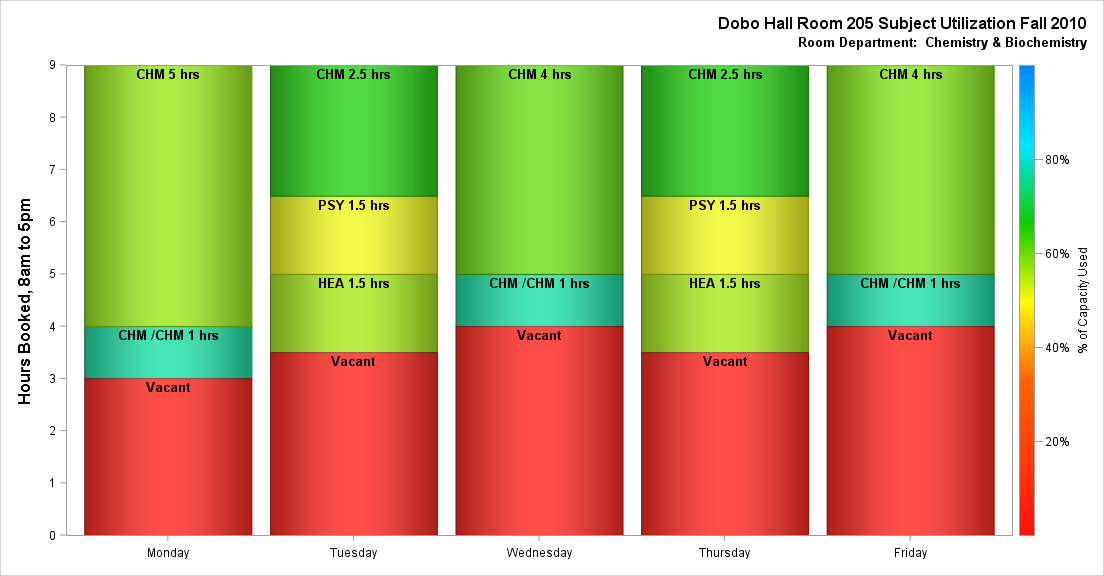 Dobo Hall Room 205 Subject Utilization Fall 2010
Room Department: Chemistry & Biochemistry
Hours Booked, 8am to 5pm
9
8
7
6
5
4
3
2
1
0
CHM 5 hrs
CHM /CHM 1 hrs
Vacant
CHM 2.5 hrs
PSY 1.5 hrs
HEA 1.5 hrs
Vacant
CHM 4 hrs
CHM /CHM 1 hrs
Vacant
CHM 2.5 hrs
PSY 1.5 hrs
HEA 1.5 hrs
Vacant
CHM 4 hrs
CHM /CHM 1 hrs
Vacant
Monday
Tuesday
Wednesday
Thursday
Friday
80%
60%
40%
20%
% of Capacity Used